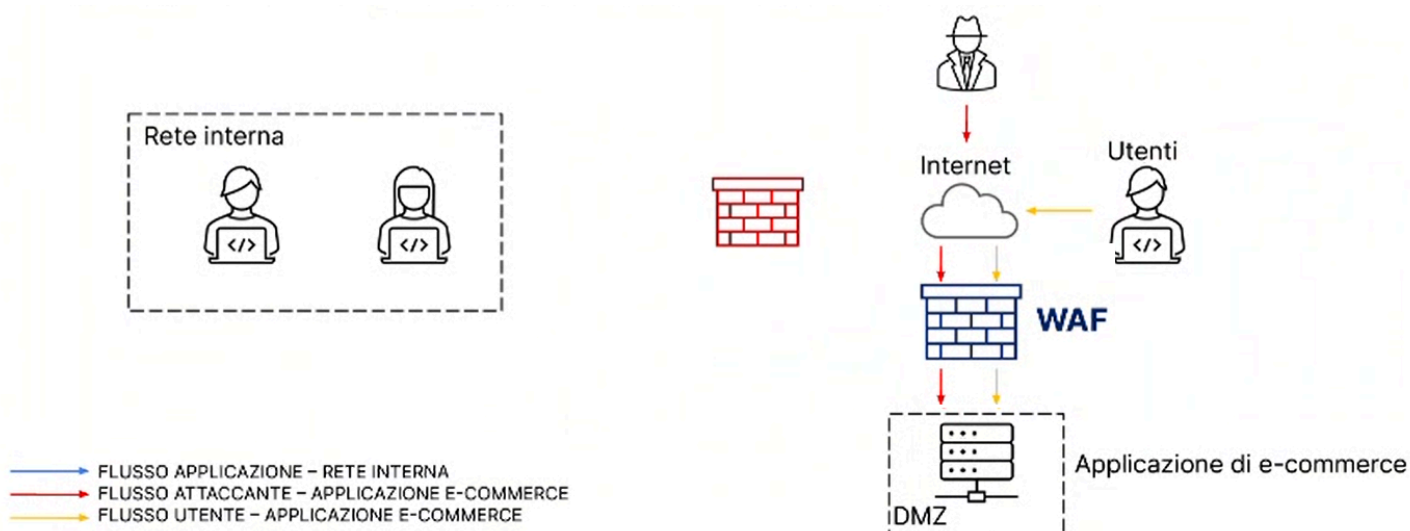 Rete interna
</>
</>
Internet
Utenti
</>
WAF
Applicazione di e-commerce
DMZ
FLUSSO APPLICAZIONE – RETE INTERNA
FLUSSO ATTACCANTE – APPLICAZIONE E-COMMERCE
FLUSSO UTENTE – APPLICAZIONE E-COMMERCE